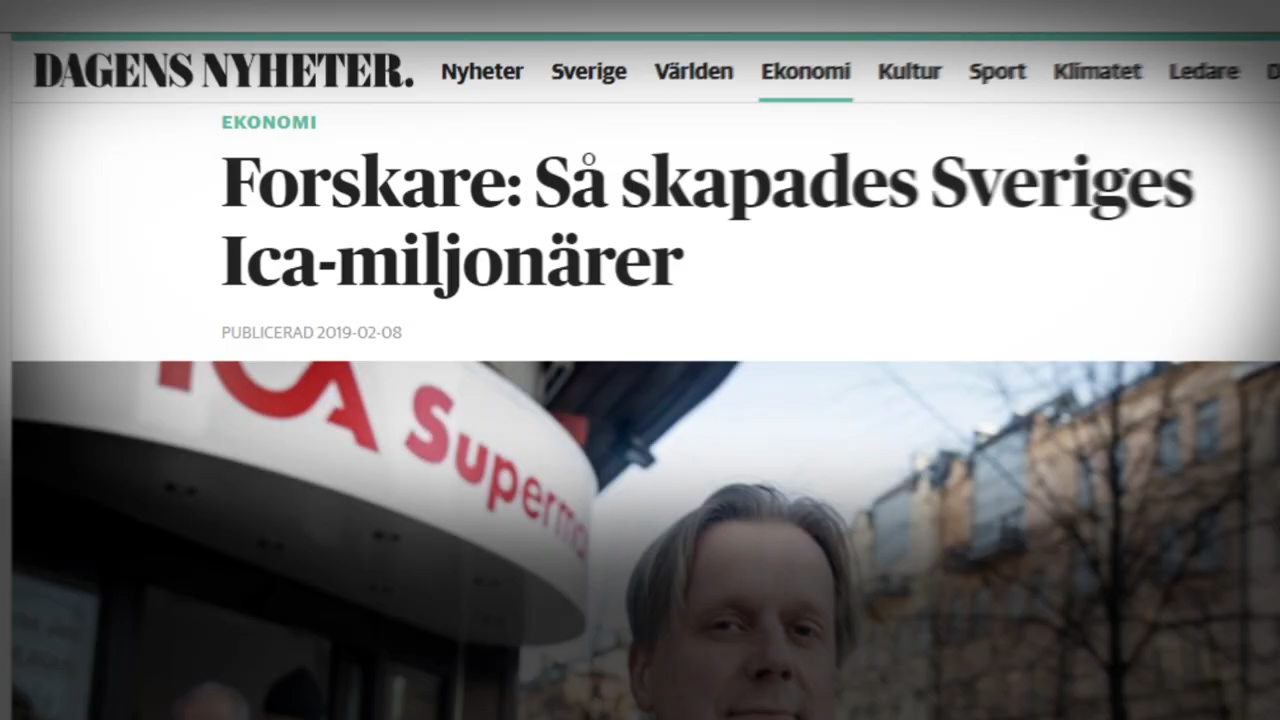 DAGENS NYHETER. Nyheter Sverige Världen Ekonomi Kultur Sport Klimatet Ledare
EKONOMI
Forskare: Så skapades Sveriges
Ica-miljonärer
PUBLICERAD 2019-02-08
ICA Superma